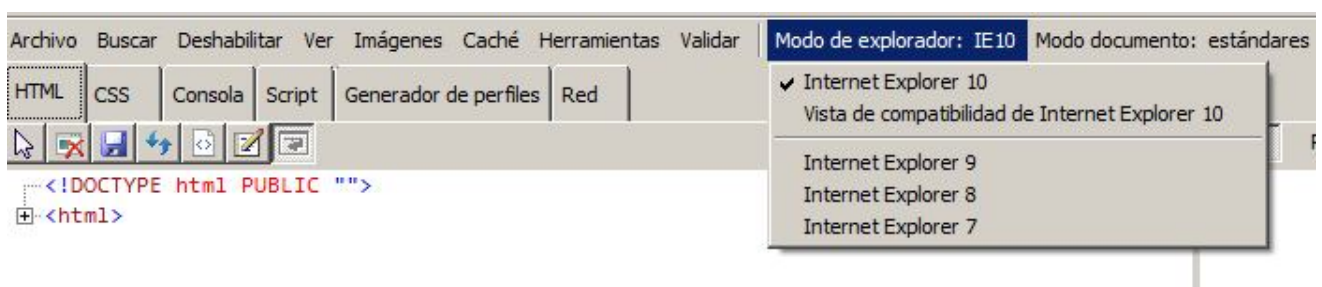 Archivo Buscar Deshabilitar Ver Imágenes Caché Herramientas Validar Modo de explorador: IE10 Modo documento: estándares
HTML CSS Consola Script Generador de perfiles Red
Internet Explorer 10
Vista de compatibilidad de Internet Explorer 10
Internet Explorer 9
Internet Explorer 8
Internet Explorer 7
<!DOCTYPE html PUBLIC "">
<html>